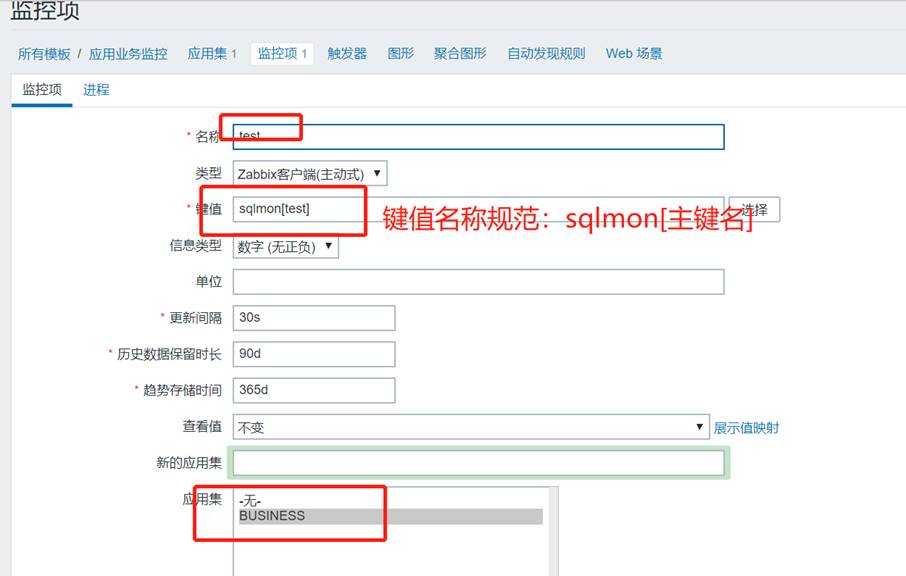 监控项
所有模板 / 应用业务监控 应用集 1 监控项 1 触发器 图形 聚合图形 自动发现规则 Web 场景
监控项 进程
* 名称 test
类型 Zabbix客户端(主动式) ▼
* 键值 sqlmon[test] 选择
键值名称规范：sqlmon[主键名]
信息类型 数字 (无正负) ▼
单位
* 更新间隔 30s
* 历史数据保留时长 90d
* 趋势存储时间 365d
查看值 不变 ▼ 展示值映射
新的应用集
应用集 -无-
BUSINESS